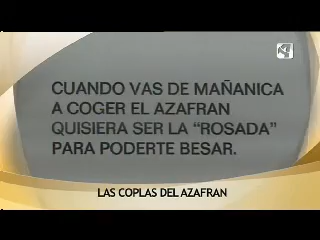 CUANDO VAS DE MAÑANICA
A COGER EL AZAFRAN
QUISIERA SER LA “ROSADA”
PARA PODERTE BESAR.
LAS COPLAS DEL AZAFRAN